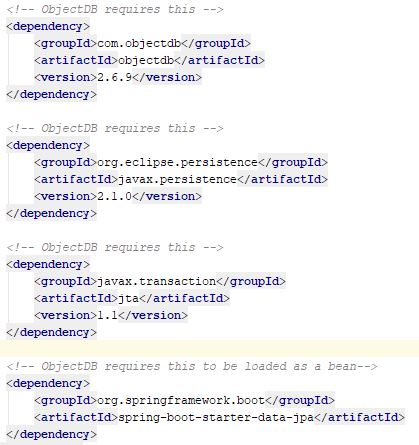 <!-- ObjectDB requires this -->
<dependency>
    <groupId>com.objectdb</groupId>
    <artifactId>objectdb</artifactId>
    <version>2.6.9</version>
</dependency>

<!-- ObjectDB requires this -->
<dependency>
    <groupId>org.eclipse.persistence</groupId>
    <artifactId>javax.persistence</artifactId>
    <version>2.1.0</version>
</dependency>

<!-- ObjectDB requires this -->
<dependency>
    <groupId>javax.transaction</groupId>
    <artifactId>jta</artifactId>
    <version>1.1</version>
</dependency>

<!-- ObjectDB requires this to be loaded as a bean-->
<dependency>
    <groupId>org.springframework.boot</groupId>
    <artifactId>spring-boot-starter-data-jpa</artifactId>
</dependency>